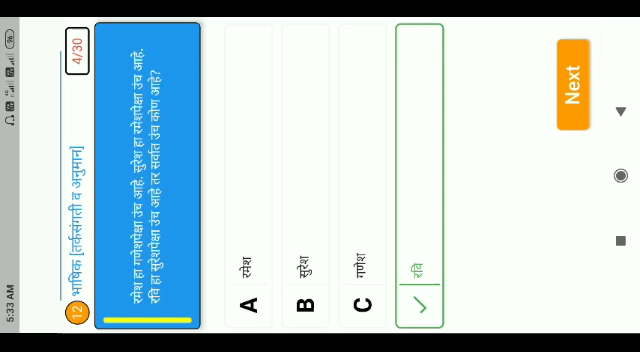 5:33 AM
96
12 भाषिक [तर्कसंगती व अनुमान]
4/30
रमेश हा गणेशपेक्षा उंच आहे. सुरेश हा रमेशपेक्षा उंच आहे.
रवि हा सुरेशपेक्षा उंच आहे तर सर्वात उंच कोण आहे?
A रमेश
B सुरेश
C गणेश
रवि
Next